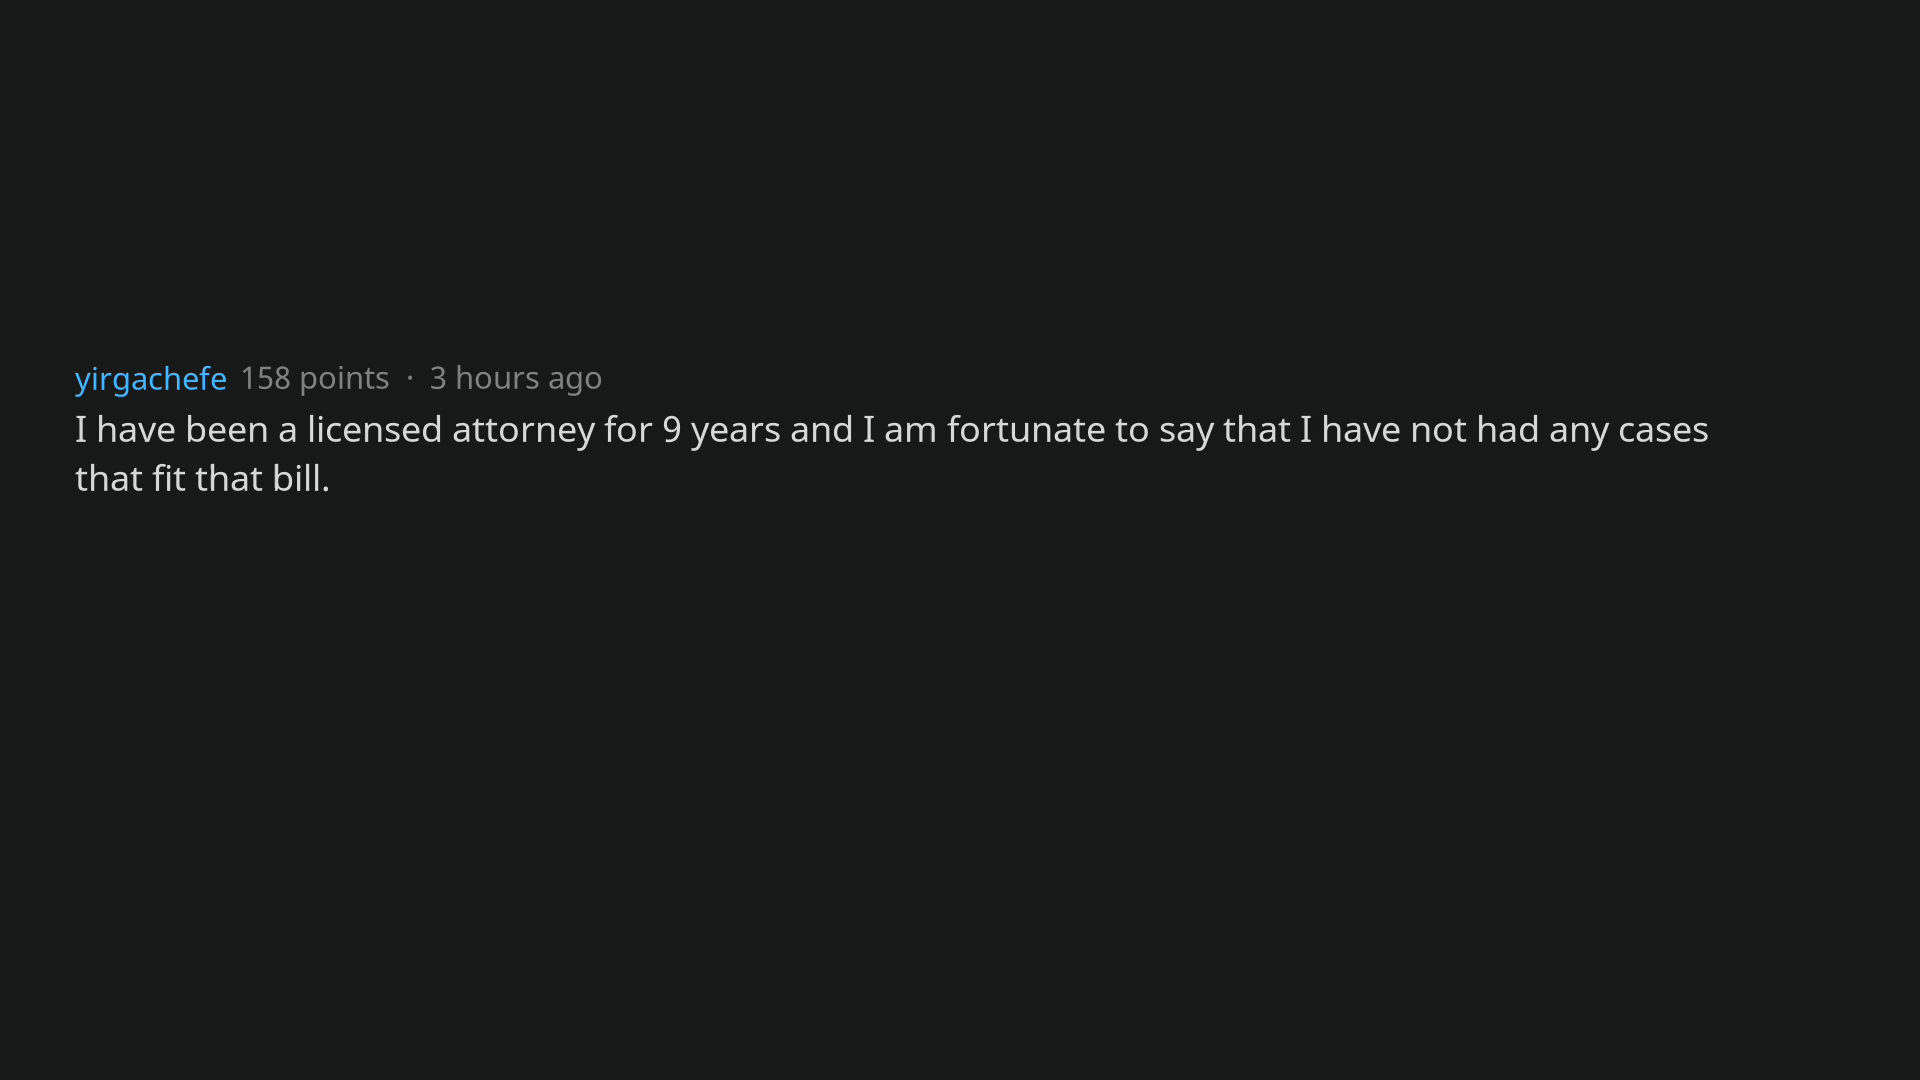 yirgachefe 158 points · 3 hours ago
I have been a licensed attorney for 9 years and I am fortunate to say that I have not had any cases
that fit that bill.